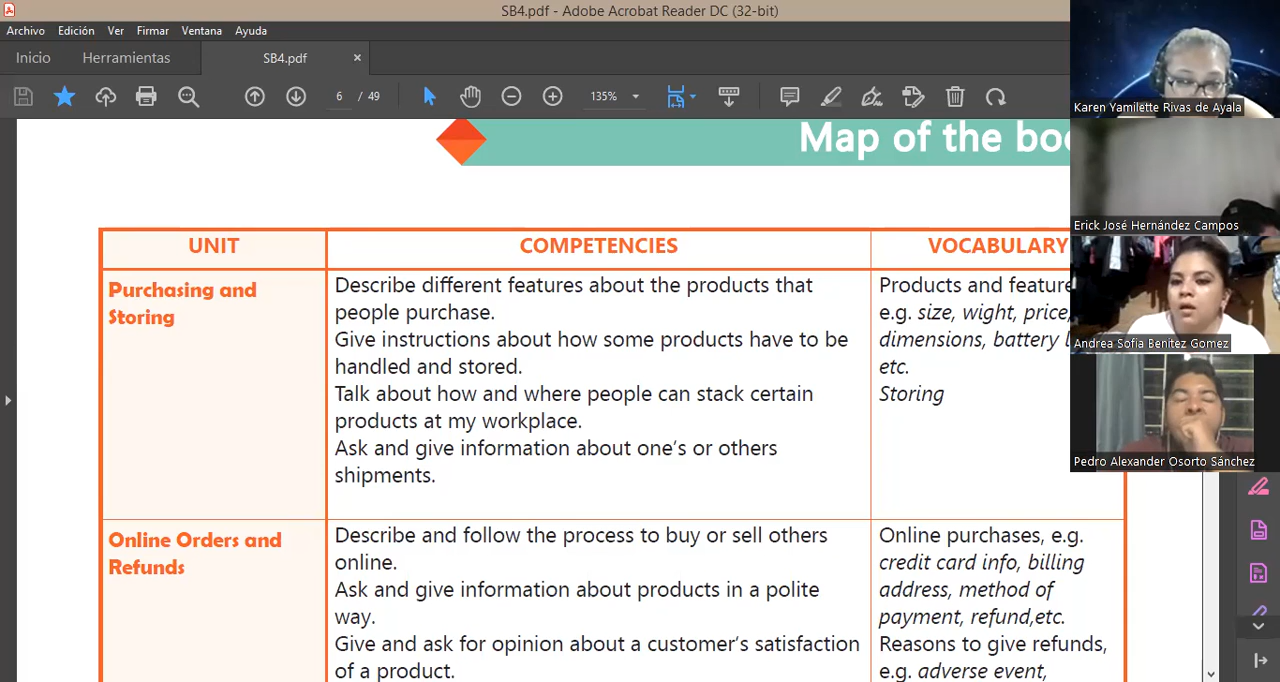 SB4.pdf - Adobe Acrobat Reader DC (32-bit)
Archivo Edición Ver Firmar Ventana Ayuda
Inicio Herramientas SB4.pdf ×
6 / 49 135%
Karen Yamilette Rivas de Ayala
Erick José Hernández Campos
Andrea Sofia Benitez Gomez
Pedro Alexander Osorto Sánchez
Map of the
UNIT COMPETENCIES VOCABULARY
Purchasing and
Storing
Describe different features about the products that
people purchase.
Give instructions about how some products have to be
handled and stored.
Talk about how and where people can stack certain
products at my workplace.
Ask and give information about one's or others
shipments.
Products and feature
e.g. size, wight, price,
dimensions, battery
etc.
Storing
Online Orders and
Refunds
Describe and follow the process to buy or sell others
online.
Ask and give information about products in a polite
way.
Give and ask for opinion about a customer's satisfaction
of a product.
Online purchases, e.g.
credit card info, billing
address, method of
payment, refund,etc.
Reasons to give refunds,
e.g. adverse event,